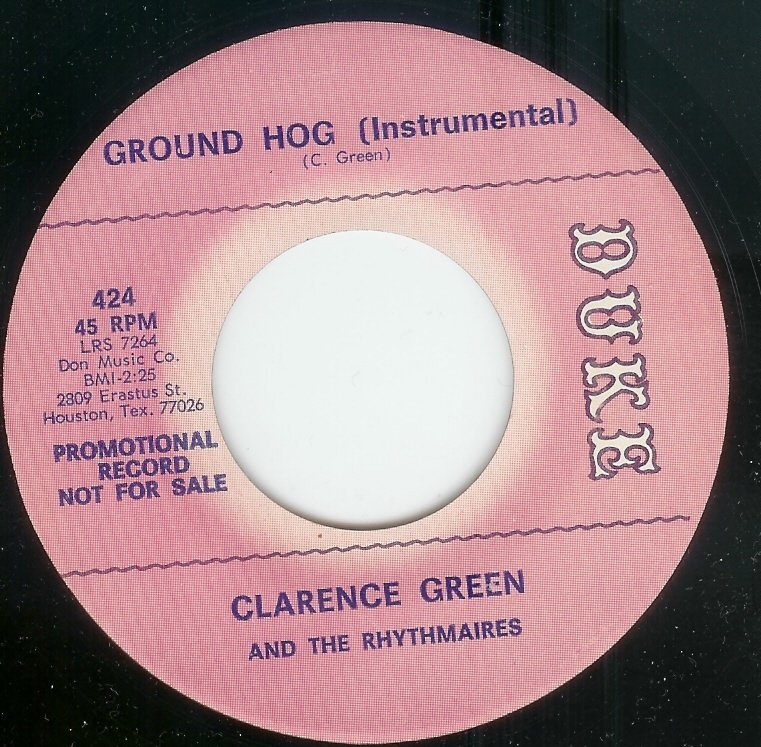 GROUND HOG (Instrumental)
(C. Green)
DUKE
424
45 RPM
LRS 7264
Don Music Co.
BMI-2:25
2809 Erastus St.
Houston, Tex. 77026
PROMOTIONAL
RECORD
NOT FOR SALE
CLARENCE GREEN
AND THE RHYTHMAIRES